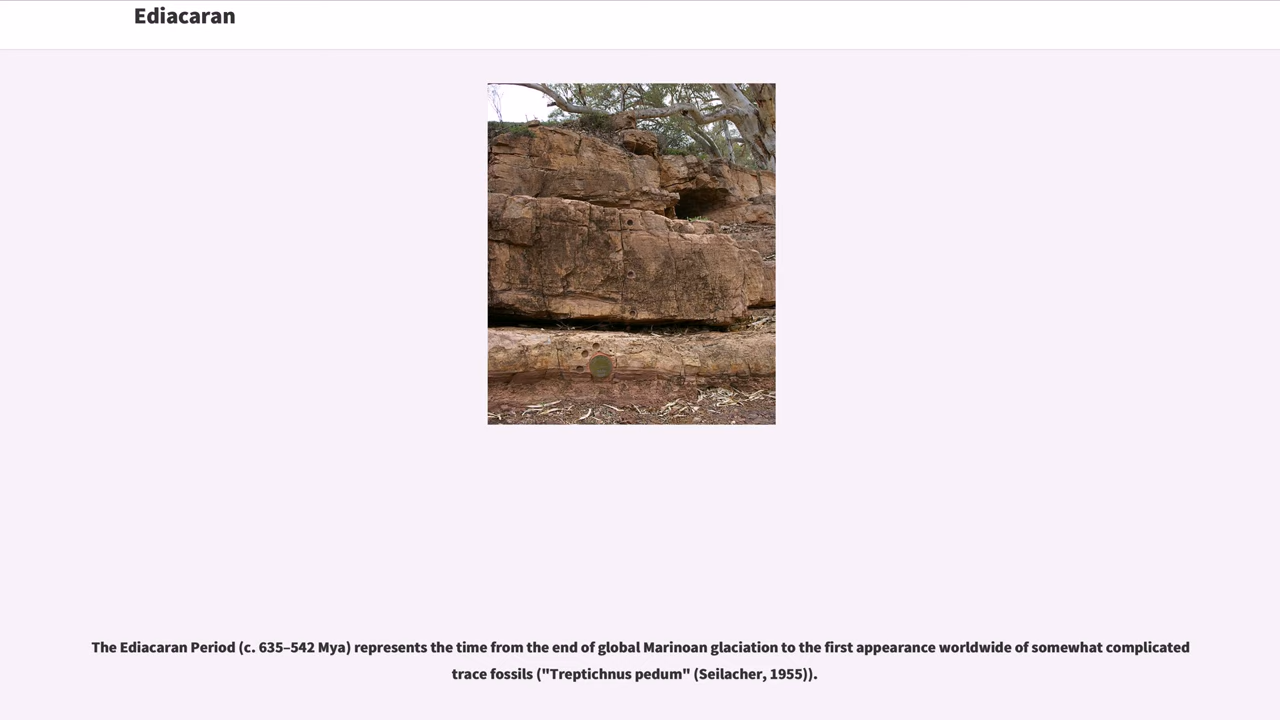 Ediacaran
The Ediacaran Period (c. 635–542 Mya) represents the time from the end of global Marinoan glaciation to the first appearance worldwide of somewhat complicated
trace fossils ("Treptichnus pedum" (Seilacher, 1955)).